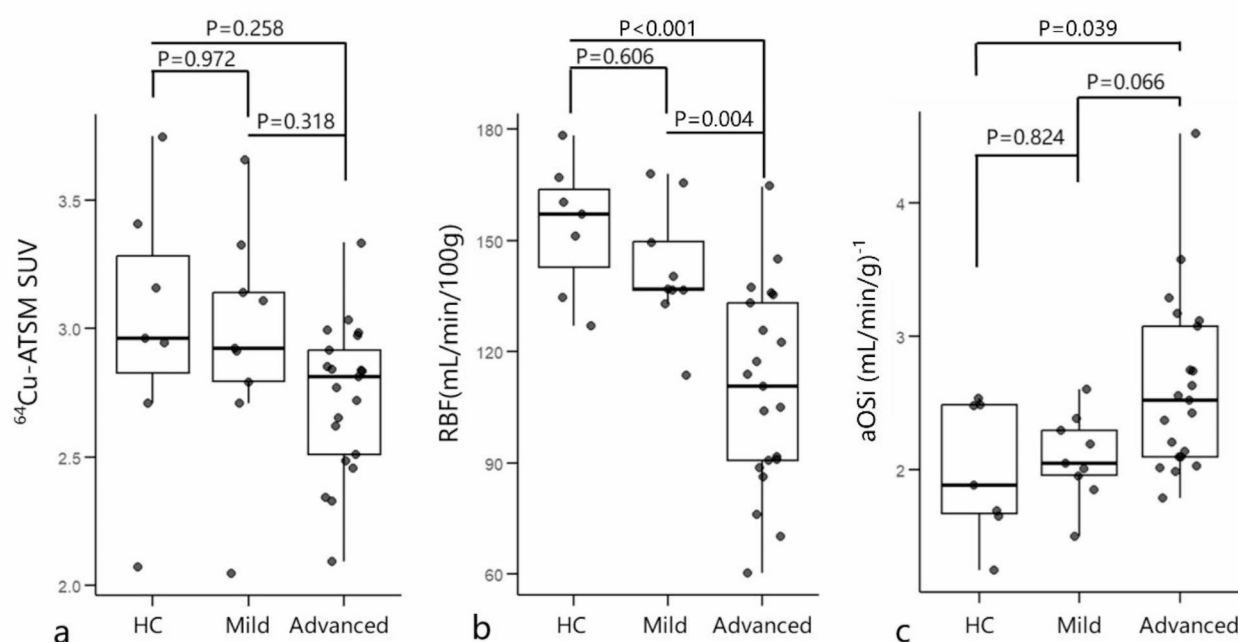 P=0.258
P=0.972
P=0.318
3.5
3.0
2.5
2.0
⁶⁴Cu-ATSM SUV
HC Mild Advanced
a
P<0.001
P=0.606
P=0.004
180
150
120
90
60
RBF(mL/min/100g)
HC Mild Advanced
b
P=0.039
P=0.066
P=0.824
4
3
2
aOSi (mL/min/g)⁻¹
HC Mild Advanced
c